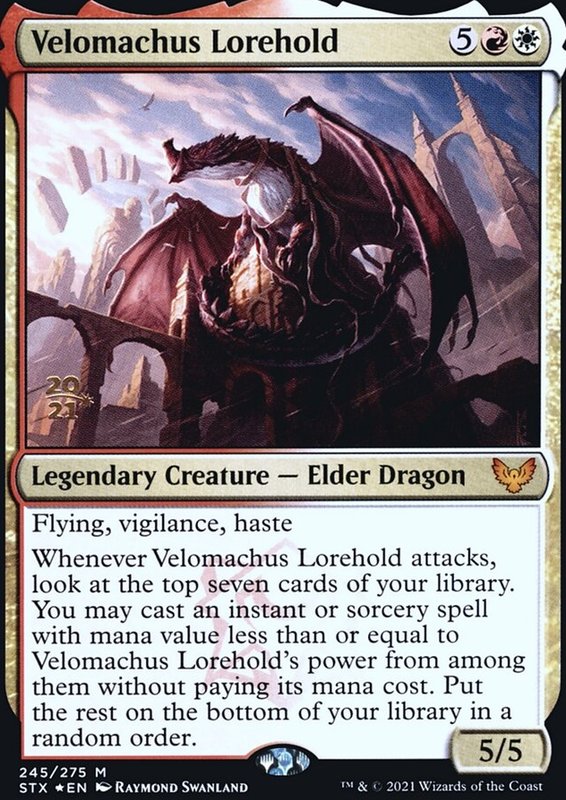 Velomachus Lorehold 5
20
21
Legendary Creature — Elder Dragon
Flying, vigilance, haste
Whenever Velomachus Lorehold attacks,
look at the top seven cards of your library.
You may cast an instant or sorcery spell
with mana value less than or equal to
Velomachus Lorehold's power from among
them without paying its mana cost. Put
the rest on the bottom of your library in a
random order.
5/5
245/275 M
STX ★ EN Raymond Swanland
™ & © 2021 Wizards of the Coast